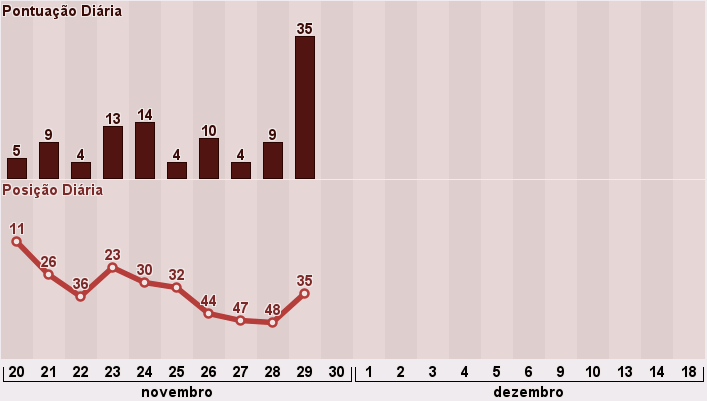 Pontuação Diária
5 9 4 13 14 4 10 4 9 35
Posição Diária
11 26 36 23 30 32 44 47 48 35
20 21 22 23 24 25 26 27 28 29 30 1 2 3 4 5 6 9 10 13 14 18
novembro dezembro